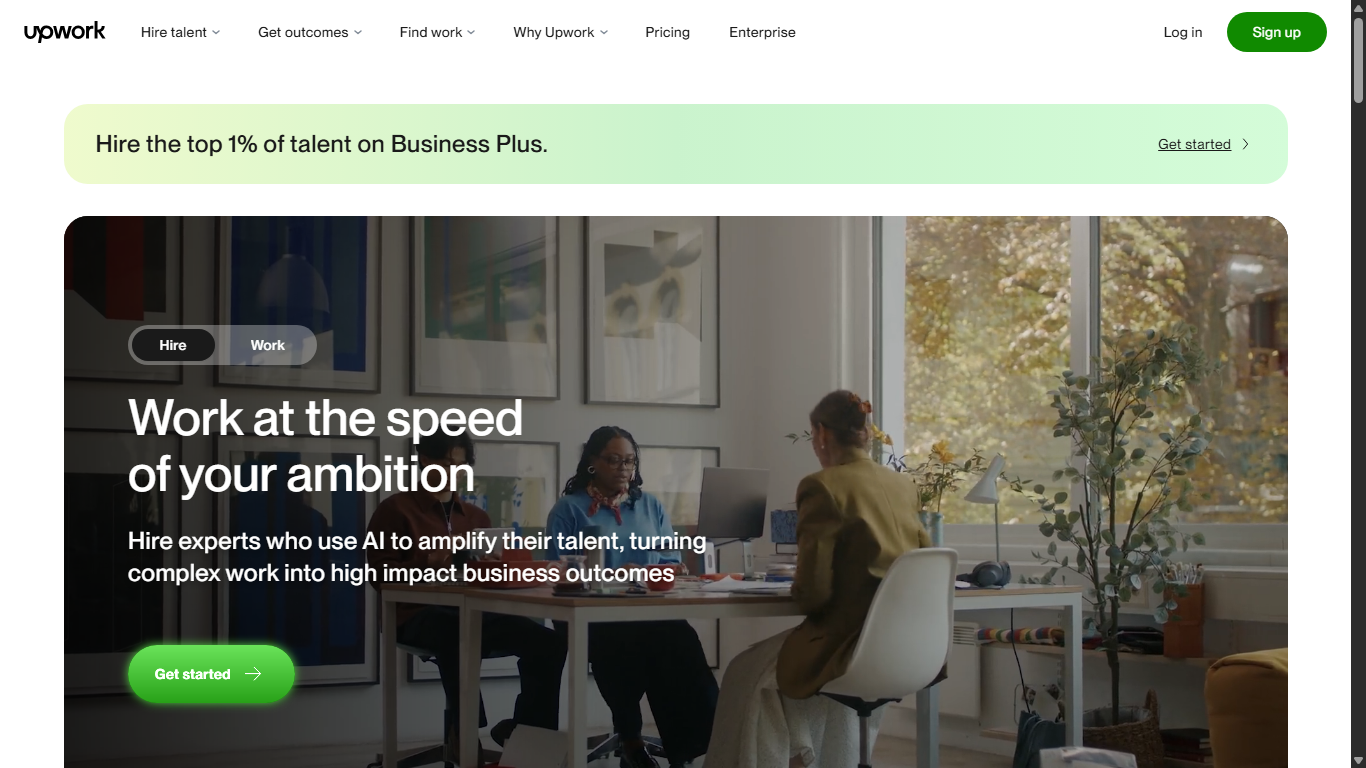 upwork
Hire talent
Get outcomes
Find work
Why Upwork
Pricing
Enterprise
Log in
Sign up
Hire the top 1% of talent on Business Plus.
Get started
Hire
Work
Work at the speed
of your ambition
Hire experts who use AI to amplify their talent, turning
complex work into high impact business outcomes
Get started